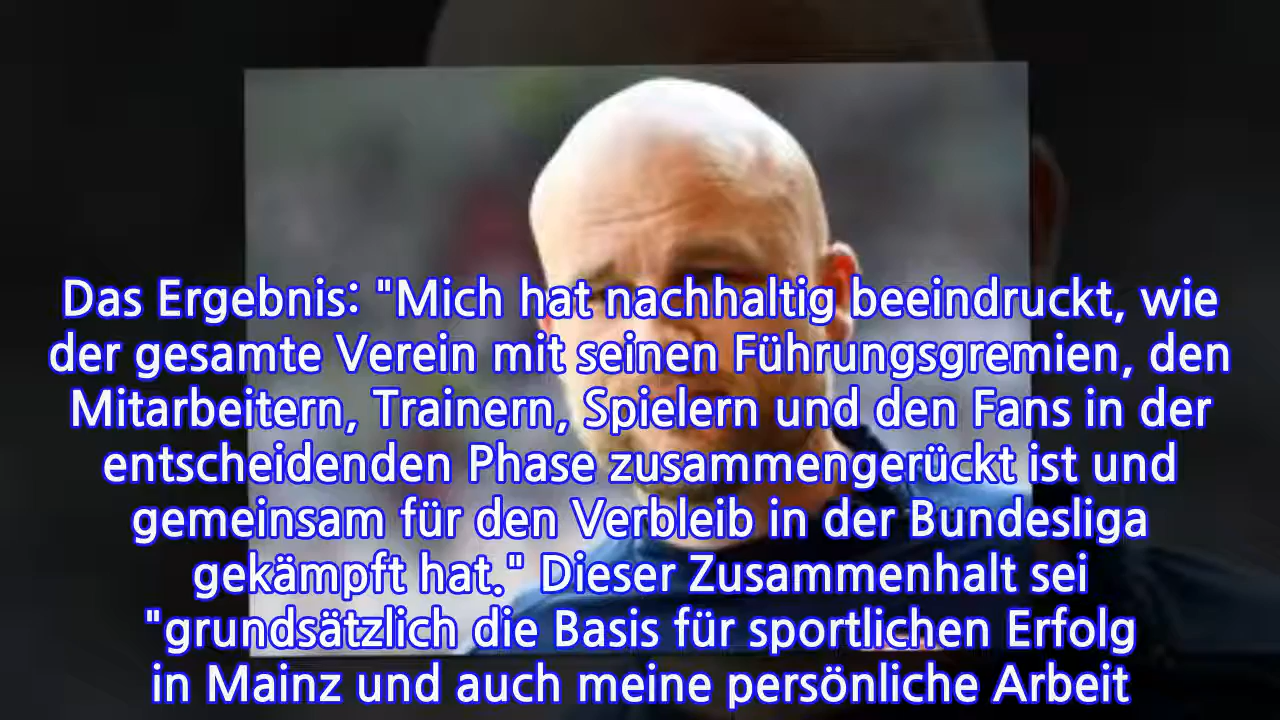 Das Ergebnis: "Mich hat nachhaltig beeindruckt, wie
der gesamte Verein mit seinen Führungsgremien, den
Mitarbeitern, Trainern, Spielern und den Fans in der
entscheidenden Phase zusammengerückt ist und
gemeinsam für den Verbleib in der Bundesliga
gekämpft hat." Dieser Zusammenhalt sei
"grundsätzlich die Basis für sportlichen Erfolg
in Mainz und auch meine persönliche Arbeit